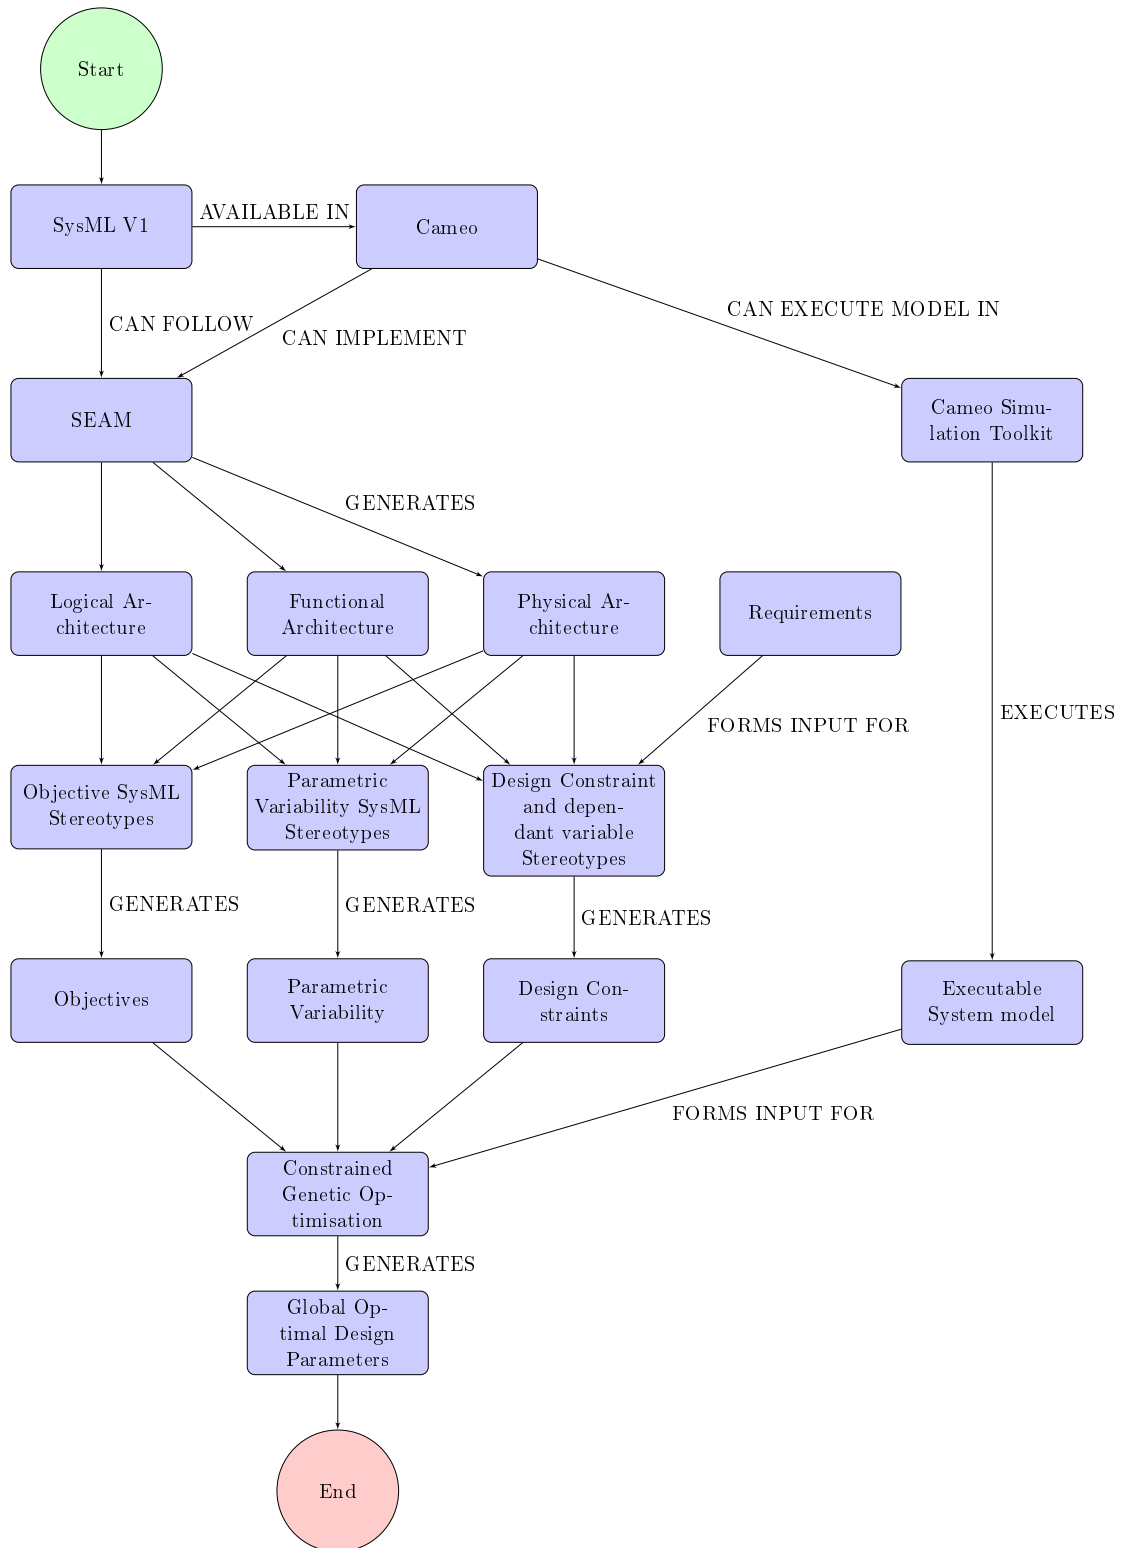 Start
SysML V1
AVAILABLE IN
Cameo
CAN FOLLOW
CAN IMPLEMENT
CAN EXECUTE MODEL IN
SEAM
Cameo Simu-
lation Toolkit
GENERATES
Logical Ar-
chitecture
Functional
Architecture
Physical Ar-
chitecture
Requirements
FORMS INPUT FOR
EXECUTES
Objective SysML
Stereotypes
Parametric
Variability SysML
Stereotypes
Design Constraint
and depen-
dant variable
Stereotypes
GENERATES
GENERATES
GENERATES
Objectives
Parametric
Variability
Design Con-
straints
Executable
System model
FORMS INPUT FOR
Constrained
Genetic Op-
timisation
GENERATES
Global Op-
timal Design
Parameters
End